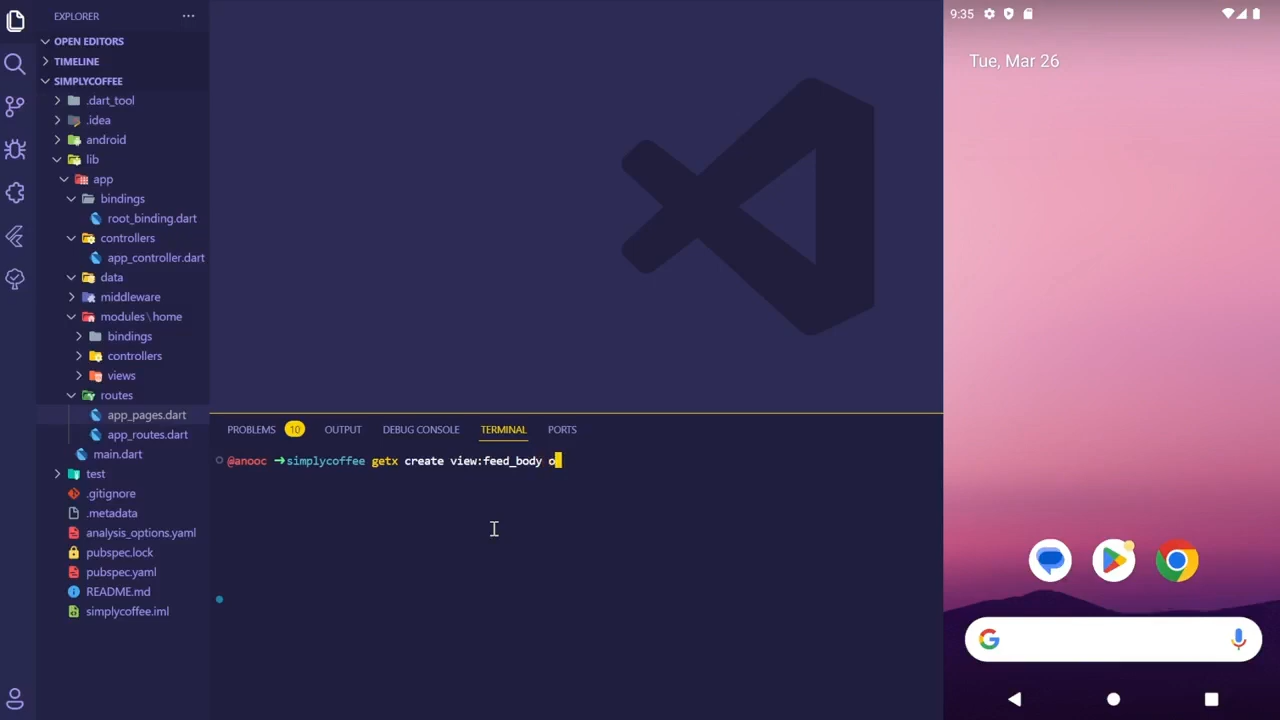 EXPLORER
OPEN EDITORS
TIMELINE
SIMPLYCOFFEE
.dart_tool
.idea
android
lib
app
bindings
root_binding.dart
controllers
app_controller.dart
data
middleware
modules\home
bindings
controllers
views
routes
app_pages.dart
app_routes.dart
main.dart
test
.gitignore
.metadata
analysis_options.yaml
pubspec.lock
pubspec.yaml
README.md
simplycoffee.iml
PROBLEMS 10 OUTPUT DEBUG CONSOLE TERMINAL PORTS
@anooc ➜simplycoffee getx create view:feed_body o
9:35
Tue, Mar 26